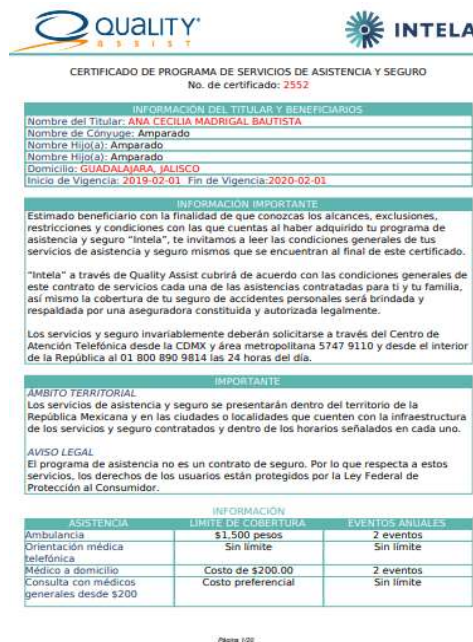 QUALITY
ASSIST
INTELA
CERTIFICADO DE PROGRAMA DE SERVICIOS DE ASISTENCIA Y SEGURO
No. de certificado: 2552
INFORMACIÓN DEL TITULAR Y BENEFICIARIOS
Nombre del Titular: ANA CECILIA MADRIGAL BAUTISTA
Nombre de Cónyuge: Amparado
Nombre Hijo(a): Amparado
Nombre Hijo(a): Amparado
Domicilio: GUADALAJARA, JALISCO
Inicio de Vigencia: 2019-02-01 Fin de Vigencia:2020-02-01
INFORMACIÓN IMPORTANTE
Estimado beneficiario con la finalidad de que conozcas los alcances, exclusiones,
restricciones y condiciones con las que cuentas al haber adquirido tu programa de
asistencia y seguro "Intela", te invitamos a leer las condiciones generales de tus
servicios de asistencia y seguro mismos que se encuentran al final de este certificado.
"Intela" a través de Quality Assist cubrirá de acuerdo con las condiciones generales de
este contrato de servicios cada una de las asistencias contratadas para ti y tu familia,
así mismo la cobertura de tu seguro de accidentes personales será brindada y
respaldada por una aseguradora constituida y autorizada legalmente.
Los servicios y seguro invariablemente deberán solicitarse a través del Centro de
Atención Telefónica desde la CDMX y área metropolitana 5747 9110 y desde el interior
de la República al 01 800 890 9814 las 24 horas del día.
IMPORTANTE
ÁMBITO TERRITORIAL
Los servicios de asistencia y seguro se presentarán dentro del territorio de la
República Mexicana y en las ciudades o localidades que cuenten con la infraestructura
de los servicios y seguro contratados y dentro de los horarios señalados en cada uno.
AVISO LEGAL
El programa de asistencia no es un contrato de seguro. Por lo que respecta a estos
servicios, los derechos de los usuarios están protegidos por la Ley Federal de
Protección al Consumidor.
INFORMACIÓN
ASISTENCIA LIMITE DE COBERTURA EVENTOS ANUALES
Ambulancia $1,500 pesos 2 eventos
Orientación médica Sin límite Sin límite
telefónica
Médico a domicilio Costo de $200.00 2 eventos
Consulta con médicos Costo preferencial Sin límite
generales desde $200
Página 1/20